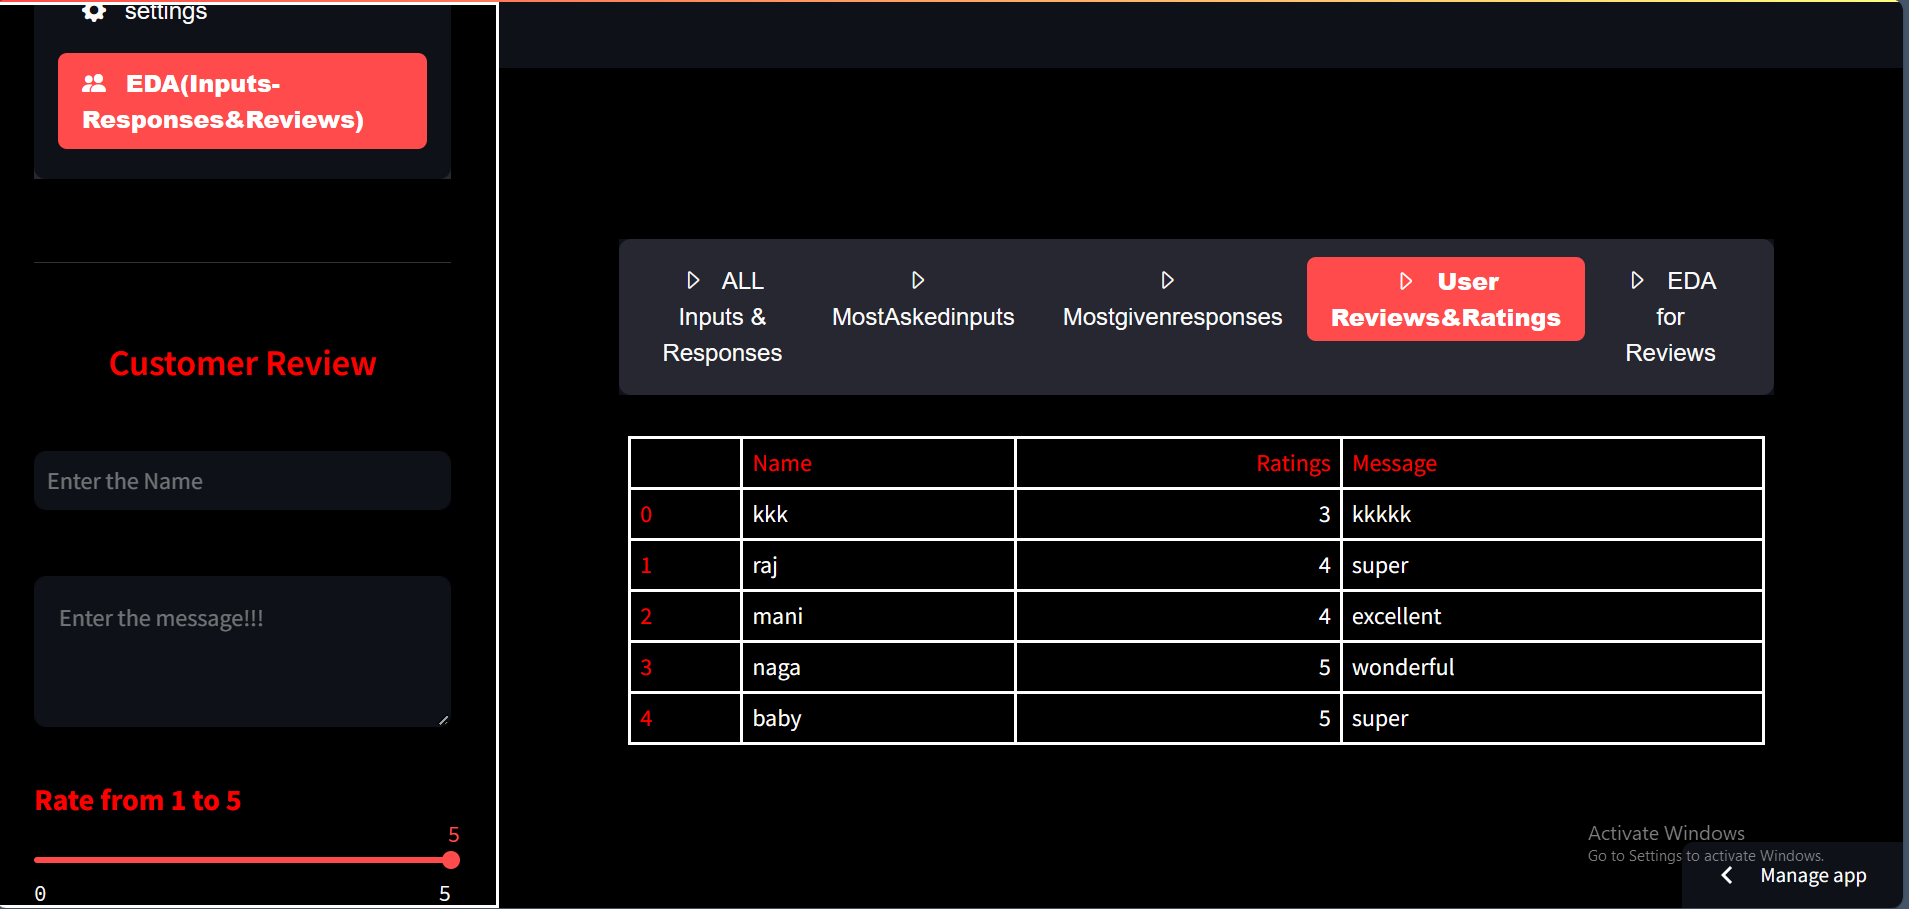 settings
EDA(Inputs-
Responses&Reviews)
Customer Review
Enter the Name
Enter the message!!!
Rate from 1 to 5
5
0 5
ALL
Inputs &
Responses
MostAskedinputs
Mostgivenresponses
User
Reviews&Ratings
EDA
for
Reviews
Name Ratings Message
0 kkk 3 kkkkk
1 raj 4 super
2 mani 4 excellent
3 naga 5 wonderful
4 baby 5 super
Activate Windows
Go to Settings to activate Windows.
Manage app